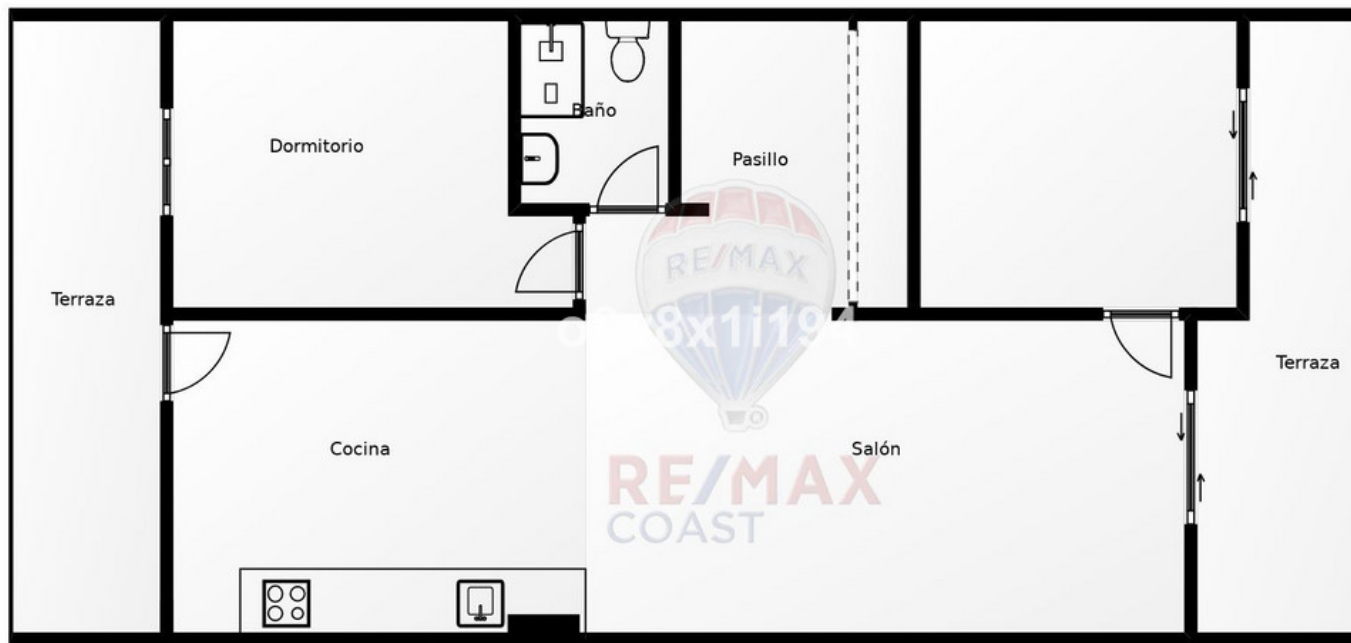 Baño
Dormitorio
Pasillo
RE/MAX
Terraza
Terraza
Cocina
Salón
RE/MAX
COAST